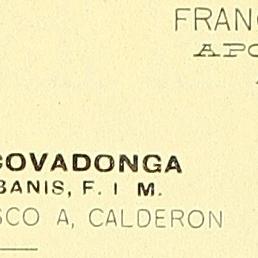 FRANC
APO
COVADONGA
BANIS, F. I M.
SCO A, CALDERON